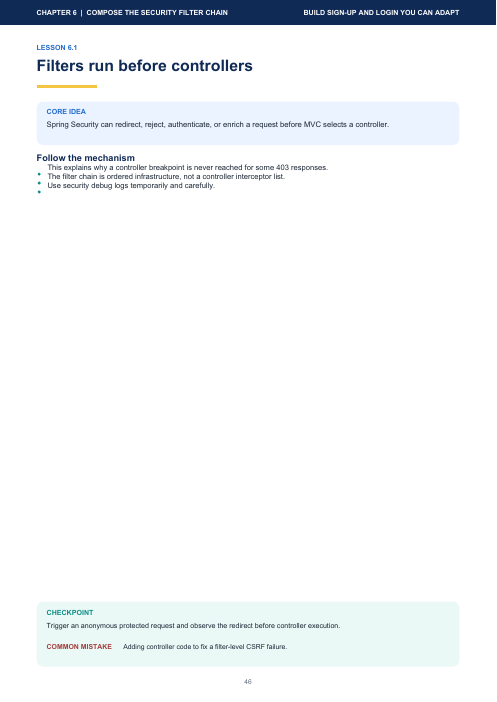 CHAPTER 6 | COMPOSE THE SECURITY FILTER CHAIN BUILD SIGN-UP AND LOGIN YOU CAN ADAPT
LESSON 6.1
Filters run before controllers
CORE IDEA
Spring Security can redirect, reject, authenticate, or enrich a request before MVC selects a controller.
Follow the mechanism
This explains why a controller breakpoint is never reached for some 403 responses.
The filter chain is ordered infrastructure, not a controller interceptor list.
Use security debug logs temporarily and carefully.
CHECKPOINT
Trigger an anonymous protected request and observe the redirect before controller execution.
COMMON MISTAKE Adding controller code to fix a filter-level CSRF failure.
46